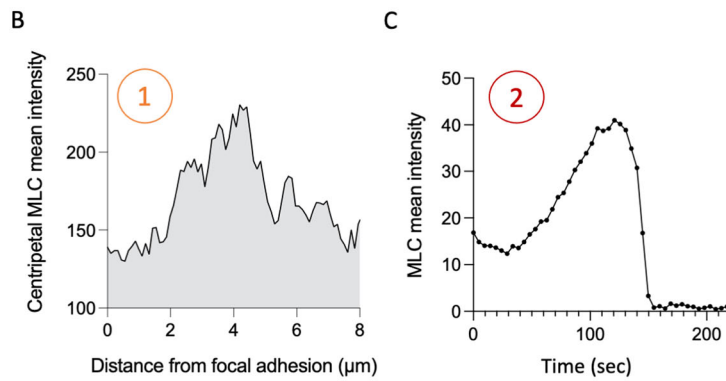 B
1
Centripetal MLC mean intensity
250
200
150
100
0 2 4 6 8
Distance from focal adhesion (µm)
C
2
MLC mean intensity
50
40
30
20
10
0
0 100 200
Time (sec)